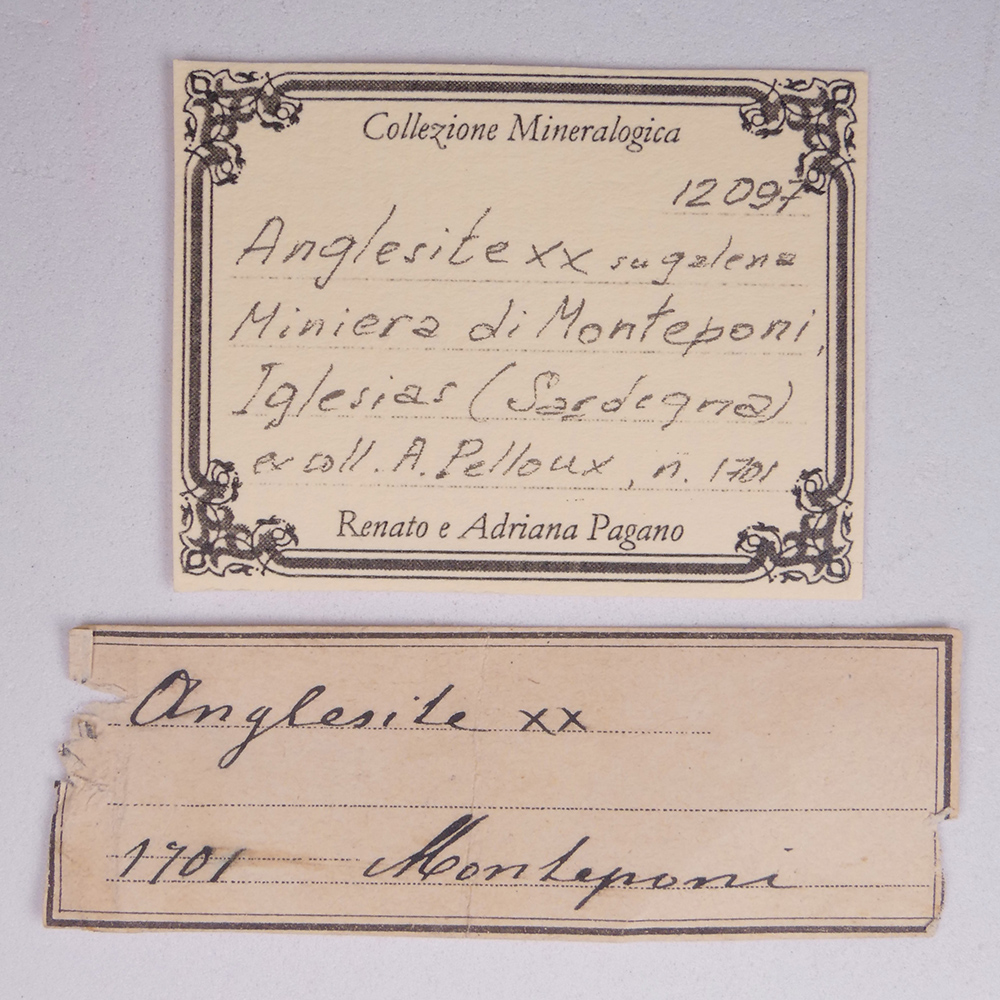 Collezione Mineralogica
12097
Anglesite xx su galena
Miniera di Monteponi,
Iglesias (Sardegna)
ex coll. A. Pelloux, n. 1701
Renato e Adriana Pagano
Anglesite xx
1701 Monteponi